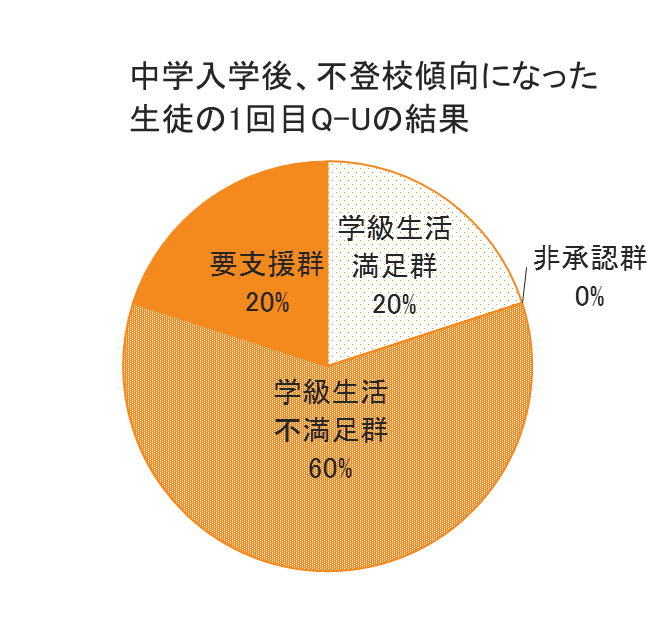 中学入学後、不登校傾向になった
生徒の1回目Q-Uの結果
学級生活
満足群
20%
非承認群
0%
学級生活
不満足群
60%
要支援群
20%